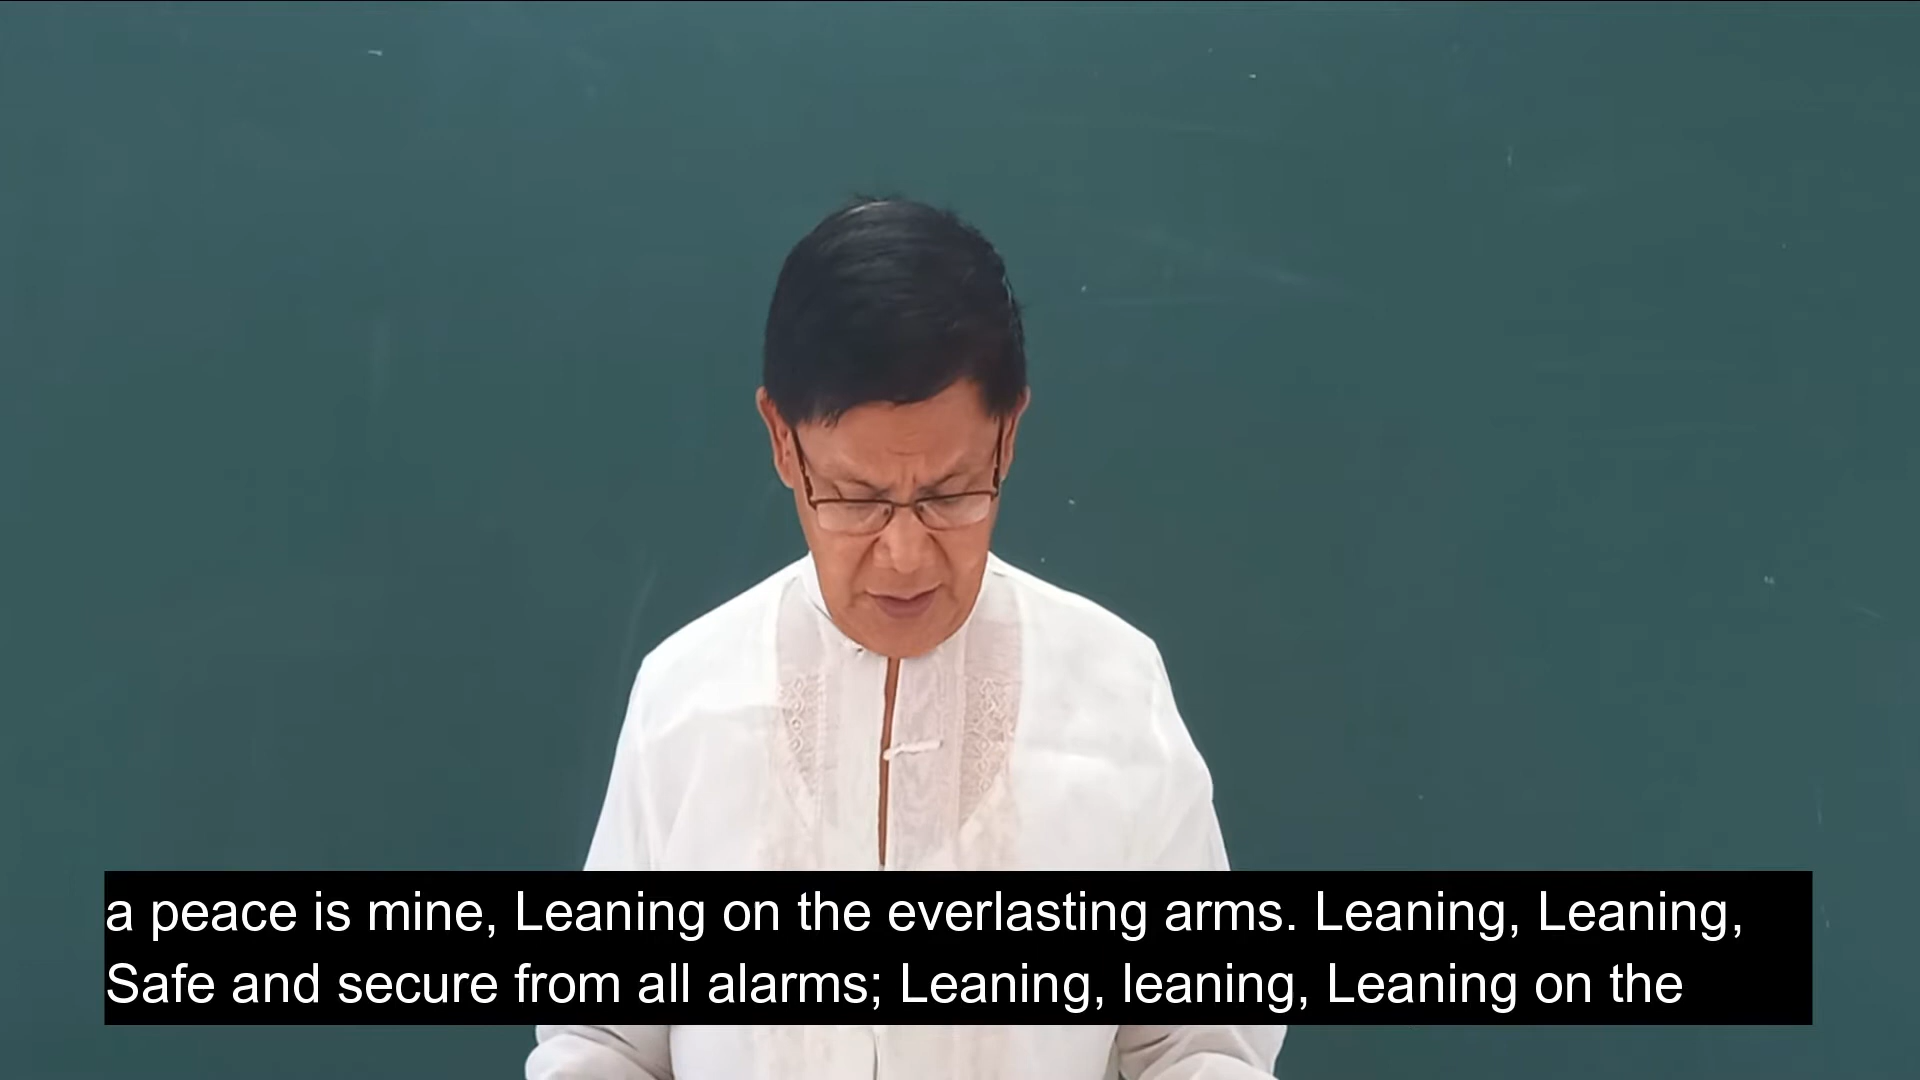 a peace is mine, Leaning on the everlasting arms. Leaning, Leaning,
Safe and secure from all alarms; Leaning, leaning, Leaning on the